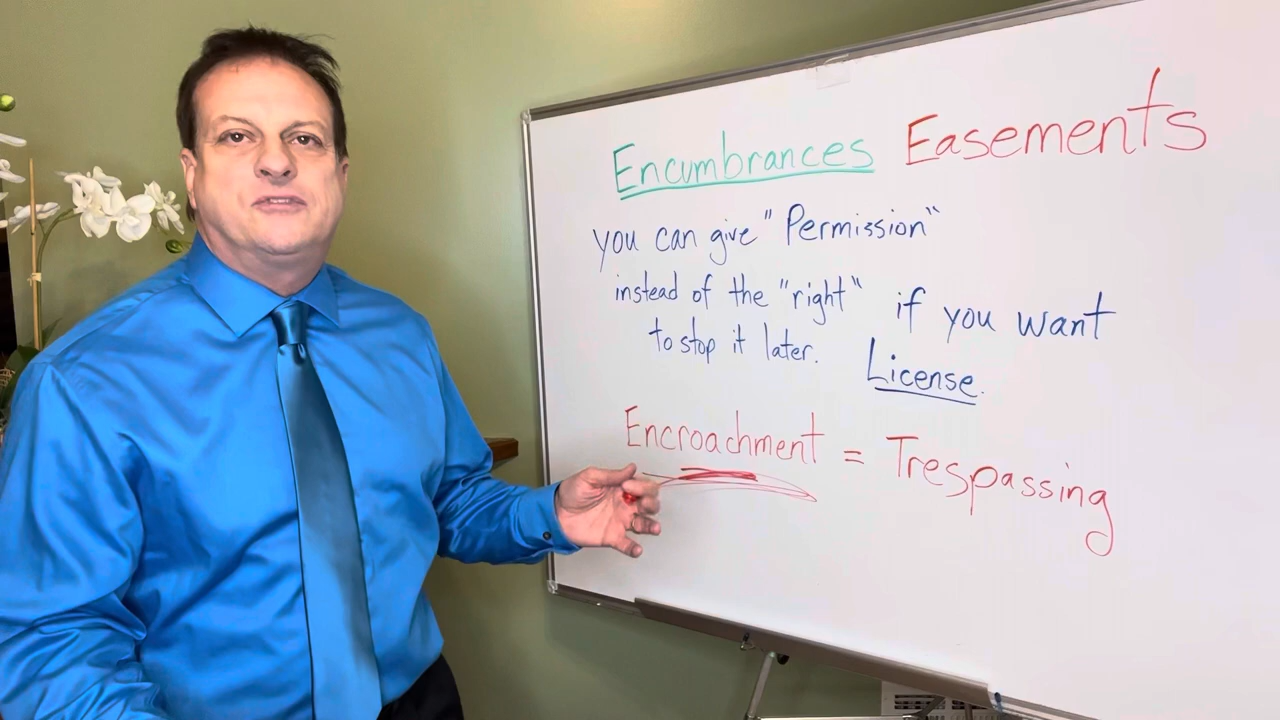 Encumbrances Easements
you can give "Permission"
instead of the "right" if you want
to stop it later. License.
Encroachment = Trespassing